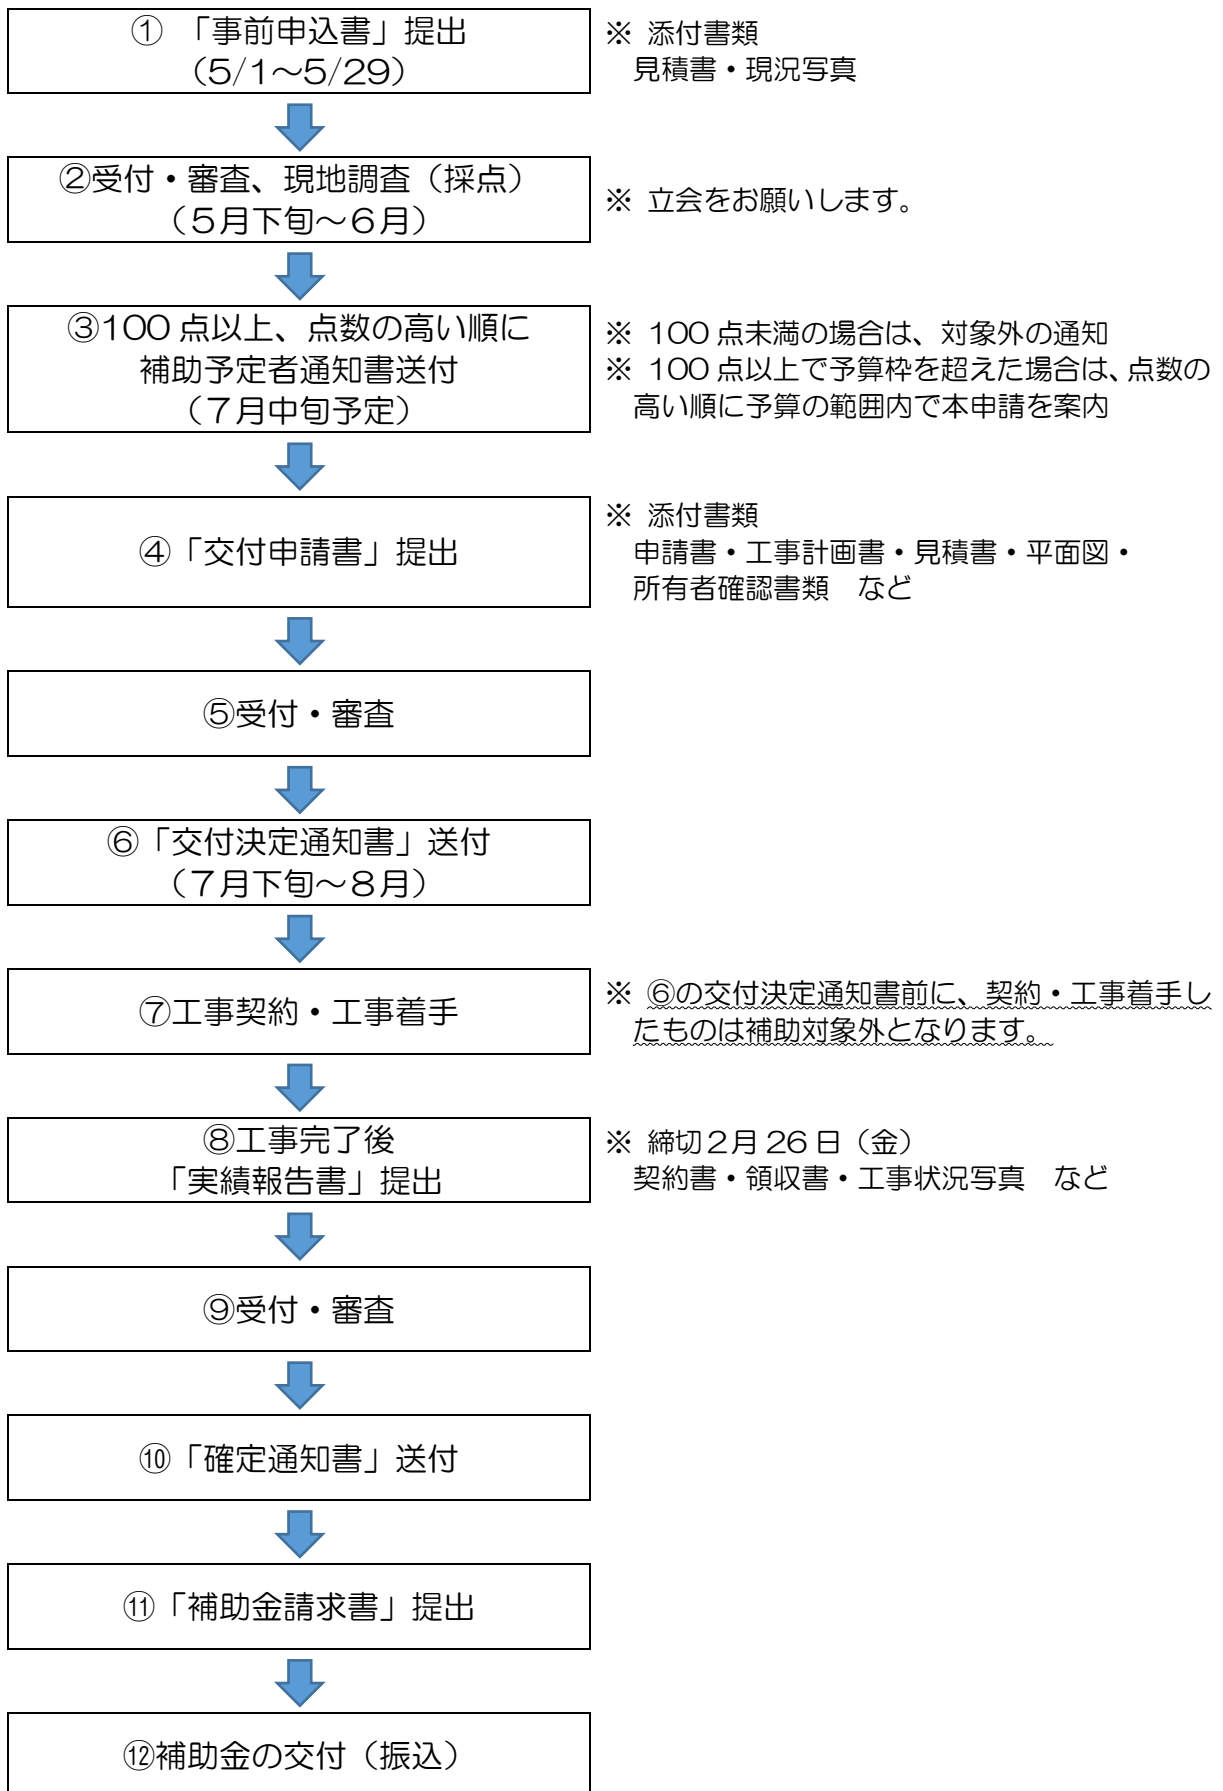 ① 「事前申込書」提出
（5/1～5/29）
※ 添付書類
見積書・現況写真
②受付・審査、現地調査（採点）
（５月下旬～６月）
※ 立会をお願いします。
③100 点以上、点数の高い順に
補助予定者通知書送付
（７月中旬予定）
※ 100 点未満の場合は、対象外の通知
※ 100 点以上で予算枠を超えた場合は、点数の
高い順に予算の範囲内で本申請を案内
④「交付申請書」提出
※ 添付書類
申請書・工事計画書・見積書・平面図・
所有者確認書類　など
⑤受付・審査
⑥「交付決定通知書」送付
（７月下旬～８月）
⑦工事契約・工事着手
※ ⑥の交付決定通知書前に、契約・工事着手し
たものは補助対象外となります。
⑧工事完了後
「実績報告書」提出
※ 締切２月 26 日（金）
契約書・領収書・工事状況写真　など
⑨受付・審査
⑩「確定通知書」送付
⑪「補助金請求書」提出
⑫補助金の交付（振込）